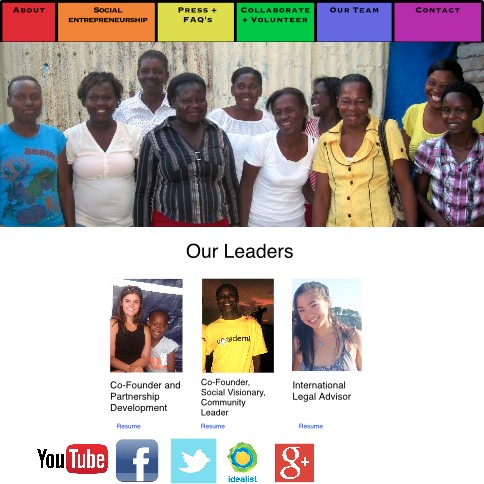 About
Social
entrepreneurship
Press +
FAQ's
Collaborate
+ Volunteer
Our Team
Contact
Our Leaders
Co-Founder and
Partnership
Development
Resume
Co-Founder,
Social Visionary,
Community
Leader
Resume
International
Legal Advisor
Resume
YouTube
f
idealist
g+